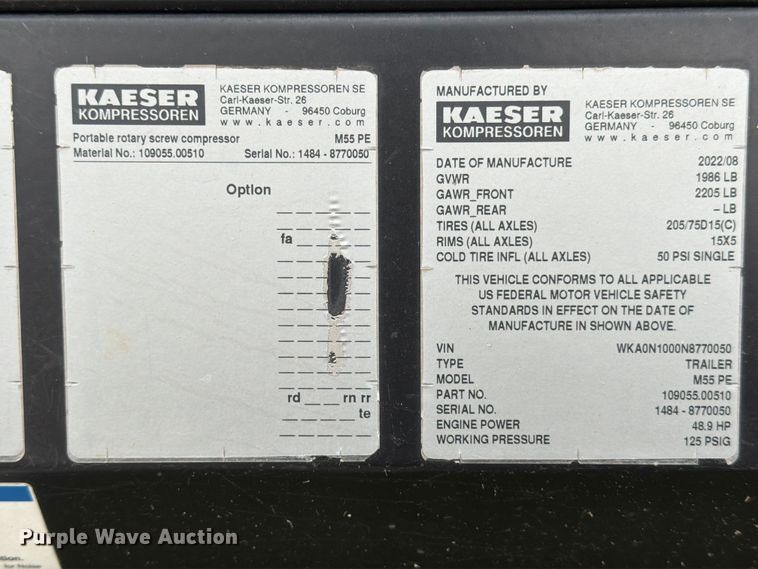 KAESER
KOMPRESSOREN
KAESER KOMPRESSOREN SE
Carl-Kaeser-Str. 26
GERMANY - 96450 Coburg
www.kaeser.com
Portable rotary screw compressor M55 PE
Material No.: 109055.00510 Serial No.: 1484 - 8770050
Option
fa
rd _ _ rn rr
te
MANUFACTURED BY
KAESER
KOMPRESSOREN
KAESER KOMPRESSOREN SE
Carl-Kaeser-Str. 26
GERMANY - 96450 Coburg
www.kaeser.com
DATE OF MANUFACTURE 2022/08
GVWR 1986 LB
GAWR_FRONT 2205 LB
GAWR_REAR – LB
TIRES (ALL AXLES) 205/75D15(C)
RIMS (ALL AXLES) 15X5
COLD TIRE INFL (ALL AXLES) 50 PSI SINGLE
THIS VEHICLE CONFORMS TO ALL APPLICABLE
US FEDERAL MOTOR VEHICLE SAFETY
STANDARDS IN EFFECT ON THE DATE OF
MANUFACTURE IN SHOWN ABOVE.
VIN WKA0N1000N8770050
TYPE TRAILER
MODEL M55 PE
PART NO. 109055.00510
SERIAL NO. 1484 - 8770050
ENGINE POWER 48.9 HP
WORKING PRESSURE 125 PSIG
Purple Wave Auction
for Noise